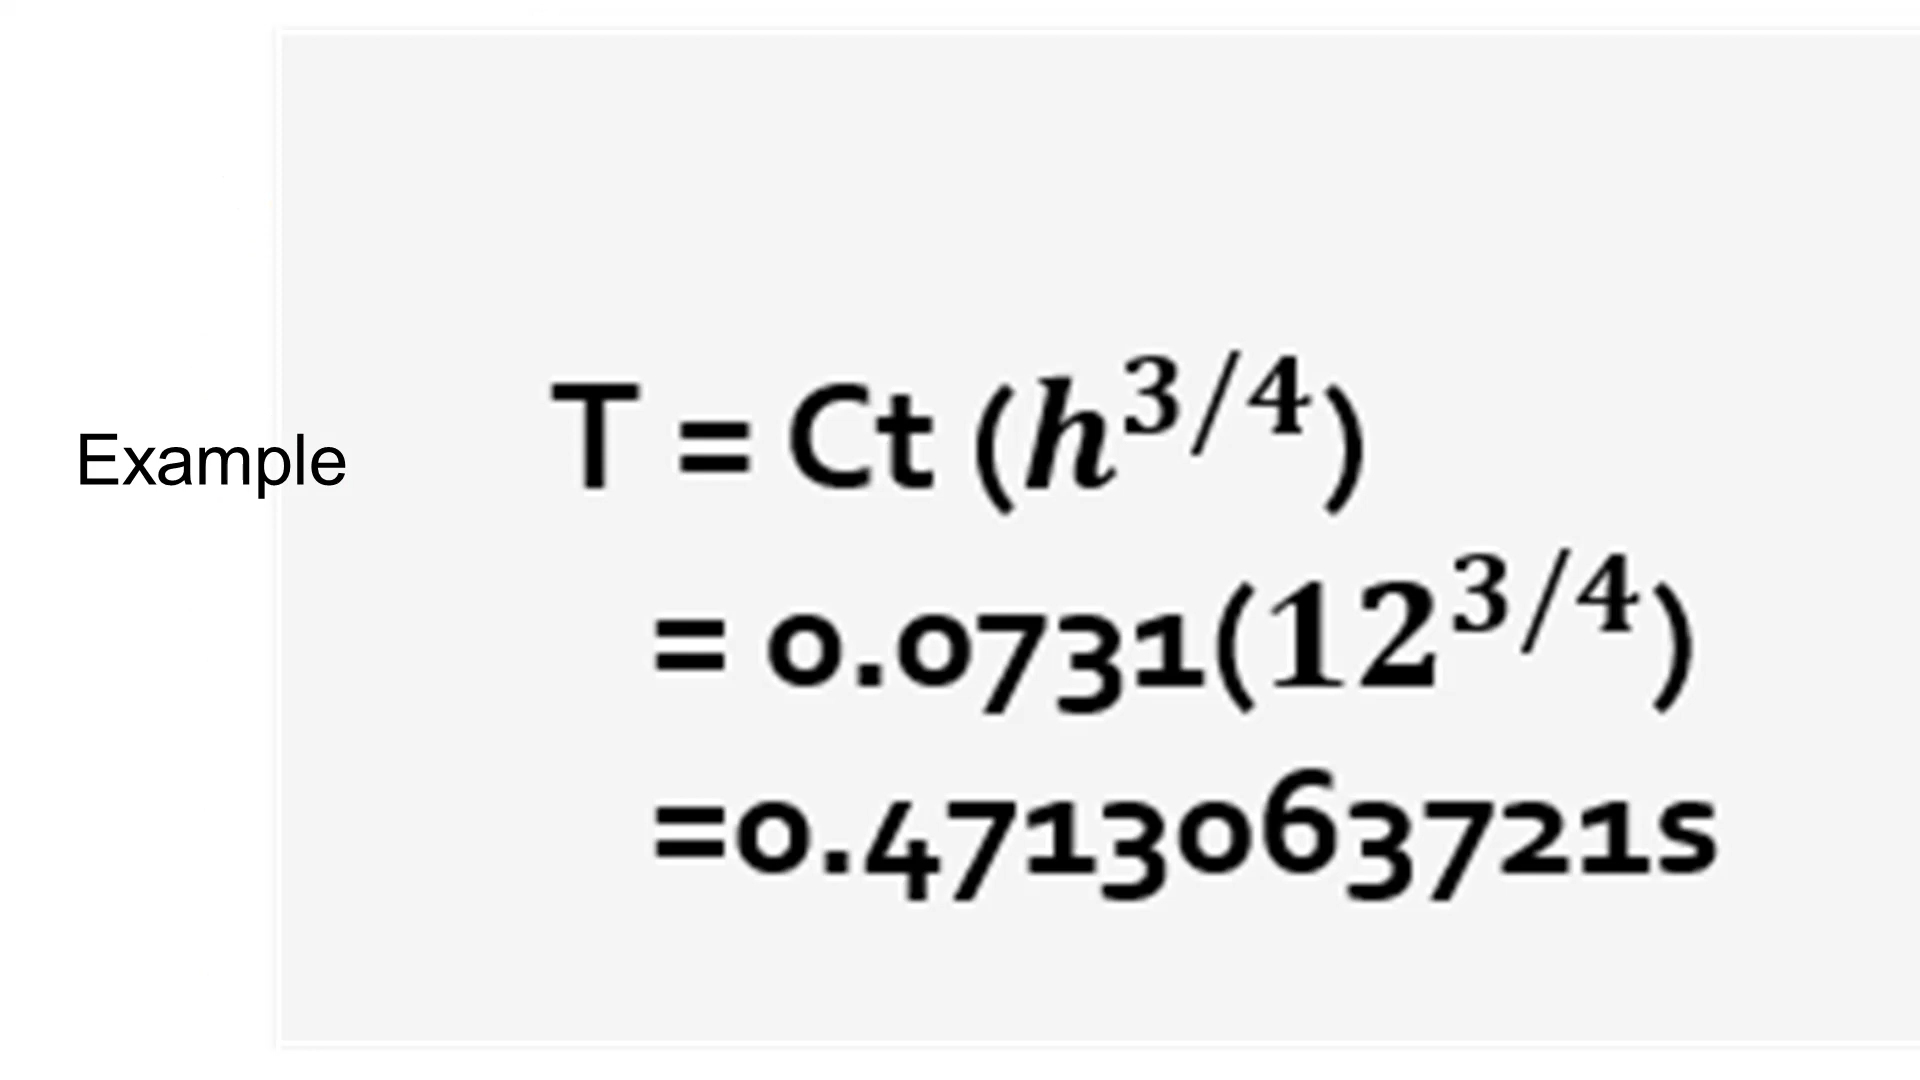 Example
T = Ct (h^{3/4})
= 0.0731(12^{3/4})
=0.4713063721s